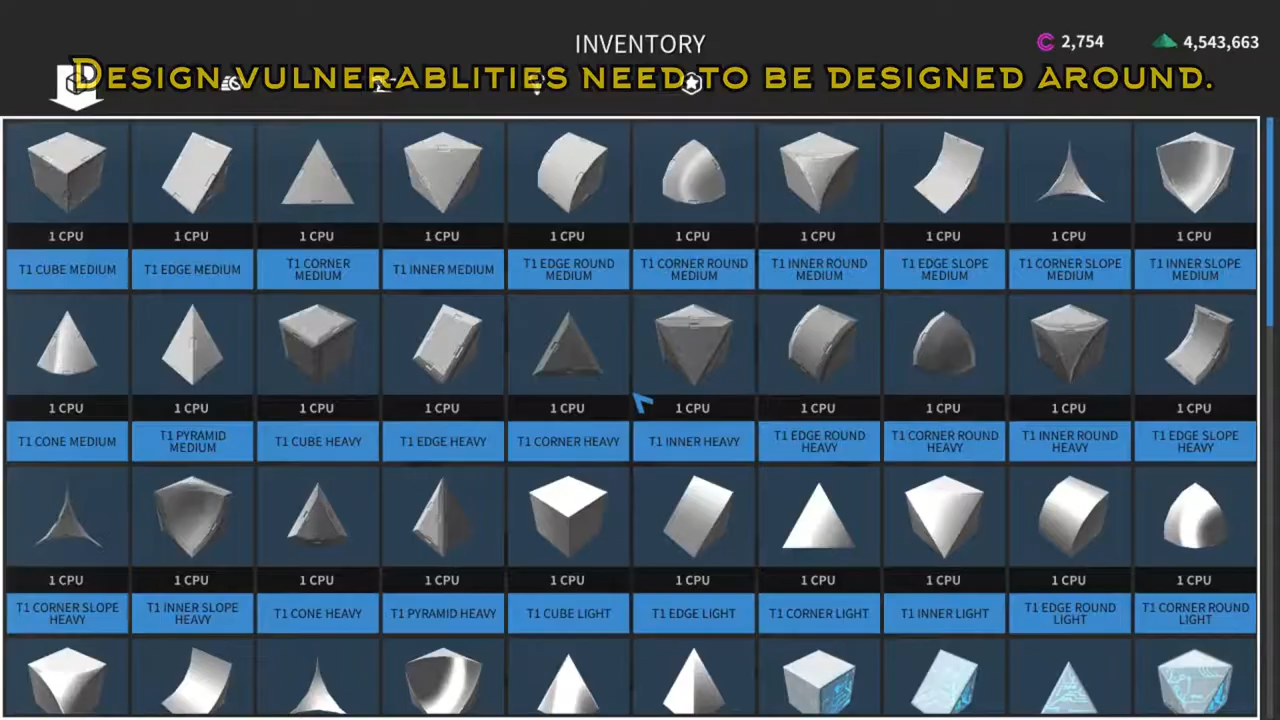 INVENTORY
2,754
4,543,663
DESIGN VULNERABLITIES NEED TO BE DESIGNED AROUND.
1 CPU 1 CPU 1 CPU 1 CPU 1 CPU 1 CPU 1 CPU 1 CPU 1 CPU 1 CPU
T1 CUBE MEDIUM
T1 EDGE MEDIUM
T1 CORNER
MEDIUM
T1 INNER MEDIUM
T1 EDGE ROUND
MEDIUM
T1 CORNER ROUND
MEDIUM
T1 INNER ROUND
MEDIUM
T1 EDGE SLOPE
MEDIUM
T1 CORNER SLOPE
MEDIUM
T1 INNER SLOPE
MEDIUM
1 CPU 1 CPU 1 CPU 1 CPU 1 CPU 1 CPU 1 CPU 1 CPU 1 CPU 1 CPU
T1 CONE MEDIUM
T1 PYRAMID
MEDIUM
T1 CUBE HEAVY
T1 EDGE HEAVY
T1 CORNER HEAVY
T1 INNER HEAVY
T1 EDGE ROUND
HEAVY
T1 CORNER ROUND
HEAVY
T1 INNER ROUND
HEAVY
T1 EDGE SLOPE
HEAVY
1 CPU 1 CPU 1 CPU 1 CPU 1 CPU 1 CPU 1 CPU 1 CPU 1 CPU 1 CPU
T1 CORNER SLOPE
HEAVY
T1 INNER SLOPE
HEAVY
T1 CONE HEAVY
T1 PYRAMID HEAVY
T1 CUBE LIGHT
T1 EDGE LIGHT
T1 CORNER LIGHT
T1 INNER LIGHT
T1 EDGE ROUND
LIGHT
T1 CORNER ROUND
LIGHT